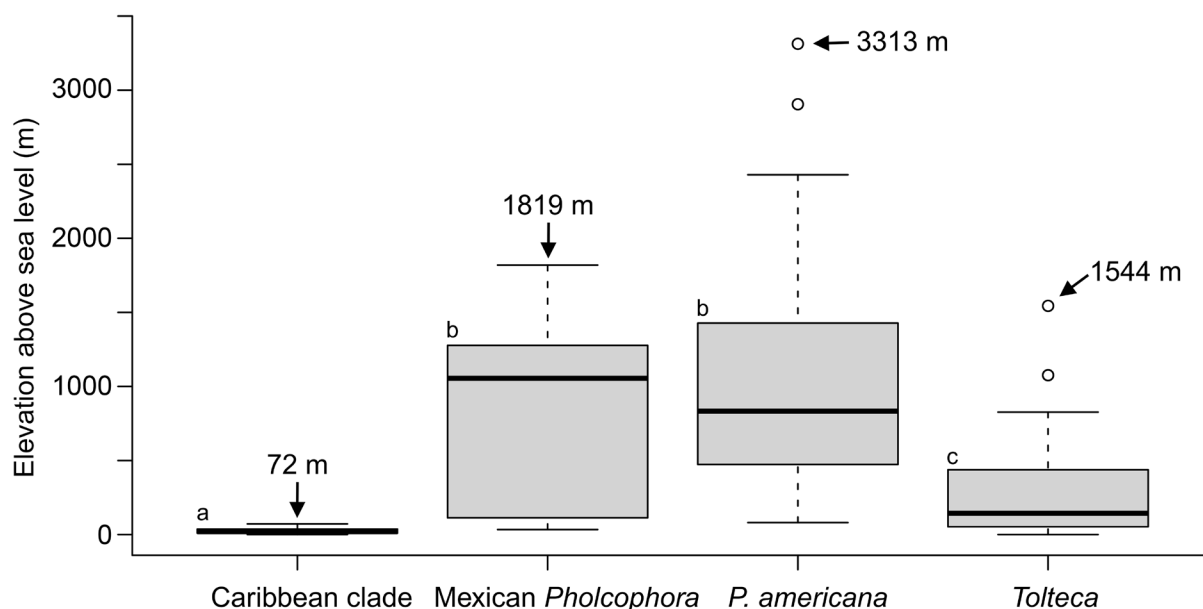 Elevation above sea level (m)
3000
2000
1000
0
3313 m
1819 m
1544 m
72 m
a
b
b
c
Caribbean clade
Mexican Pholcophora
P. americana
Tolteca